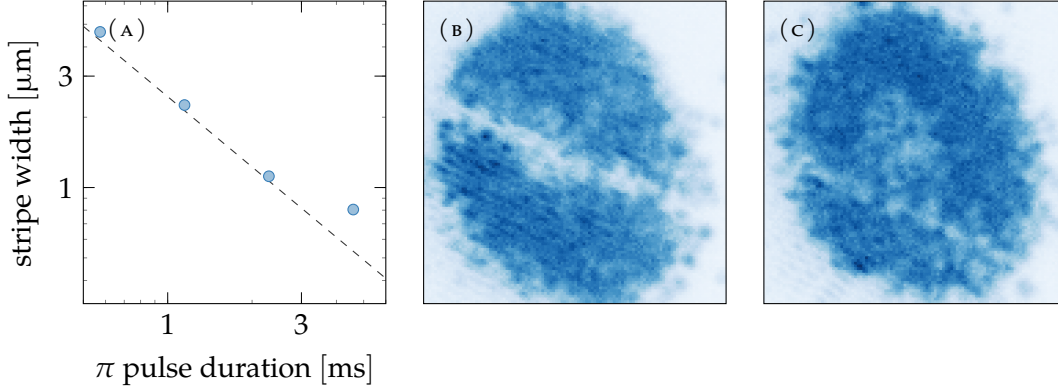 (A)
(B)
(C)
3
1
stripe width [µm]
1
3
π pulse duration [ms]